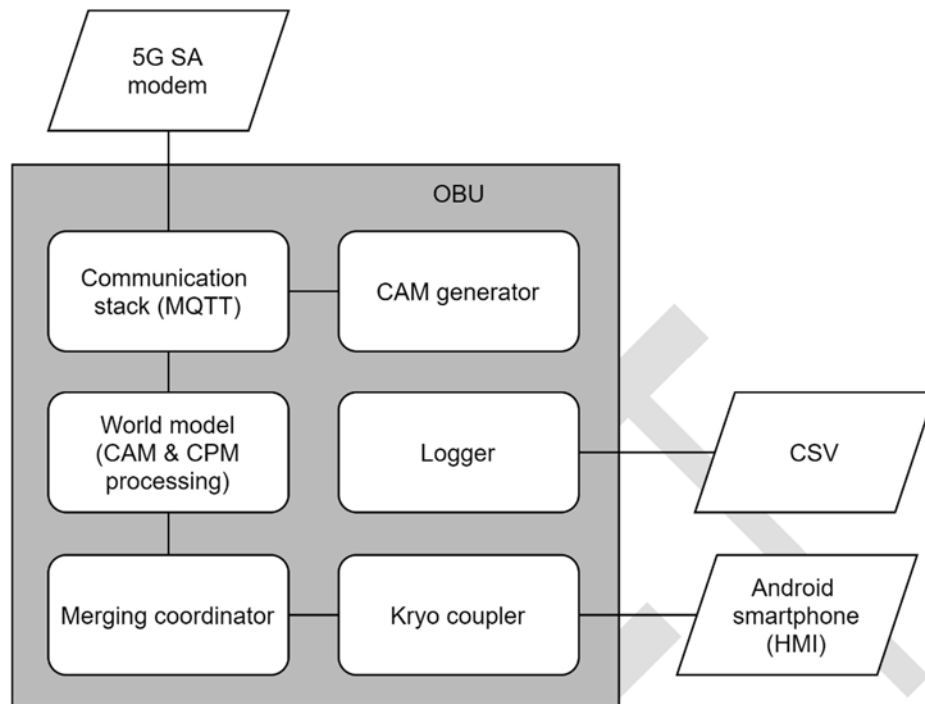 5G SA
modem
OBU
Communication
stack (MQTT)
CAM generator
World model
(CAM & CPM
processing)
Logger
CSV
Merging coordinator
Kryo coupler
Android
smartphone
(HMI)